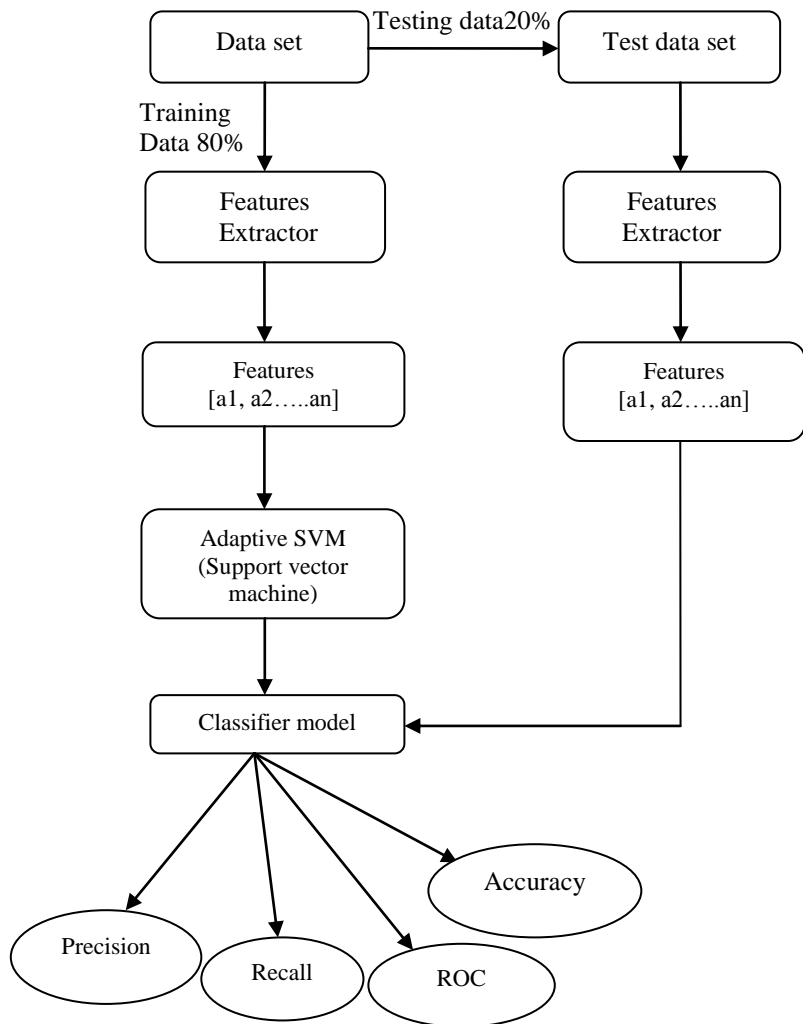 Data set
Testing data20%
Test data set
Training
Data 80%
Features
Extractor
Features
Extractor
Features
[a1, a2…..an]
Features
[a1, a2…..an]
Adaptive SVM
(Support vector
machine)
Classifier model
Accuracy
Precision
Recall
ROC